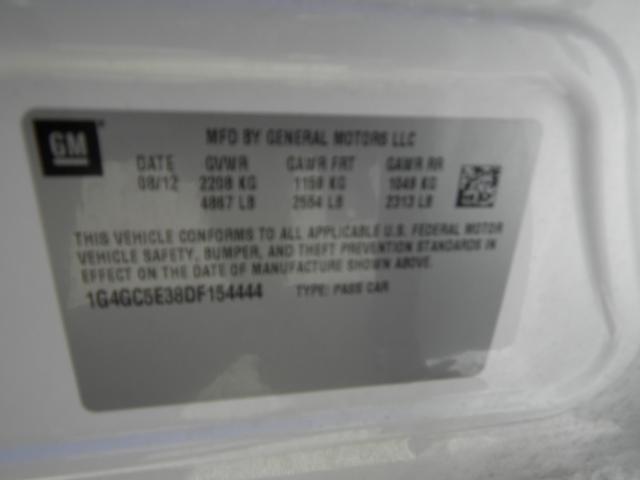 GM
MFD BY GENERAL MOTORS LLC
DATE GVWR GAWR FRT GAWR RR
08/12 2208 KG 1159 KG 1049 KG
4867 LB 2554 LB 2313 LB
THIS VEHICLE CONFORMS TO ALL APPLICABLE U.S. FEDERAL MOTOR
VEHICLE SAFETY, BUMPER, AND THEFT PREVENTION STANDARDS IN
EFFECT ON THE DATE OF MANUFACTURE SHOWN ABOVE.
1G4GC5E38DF154444 TYPE: PASS CAR